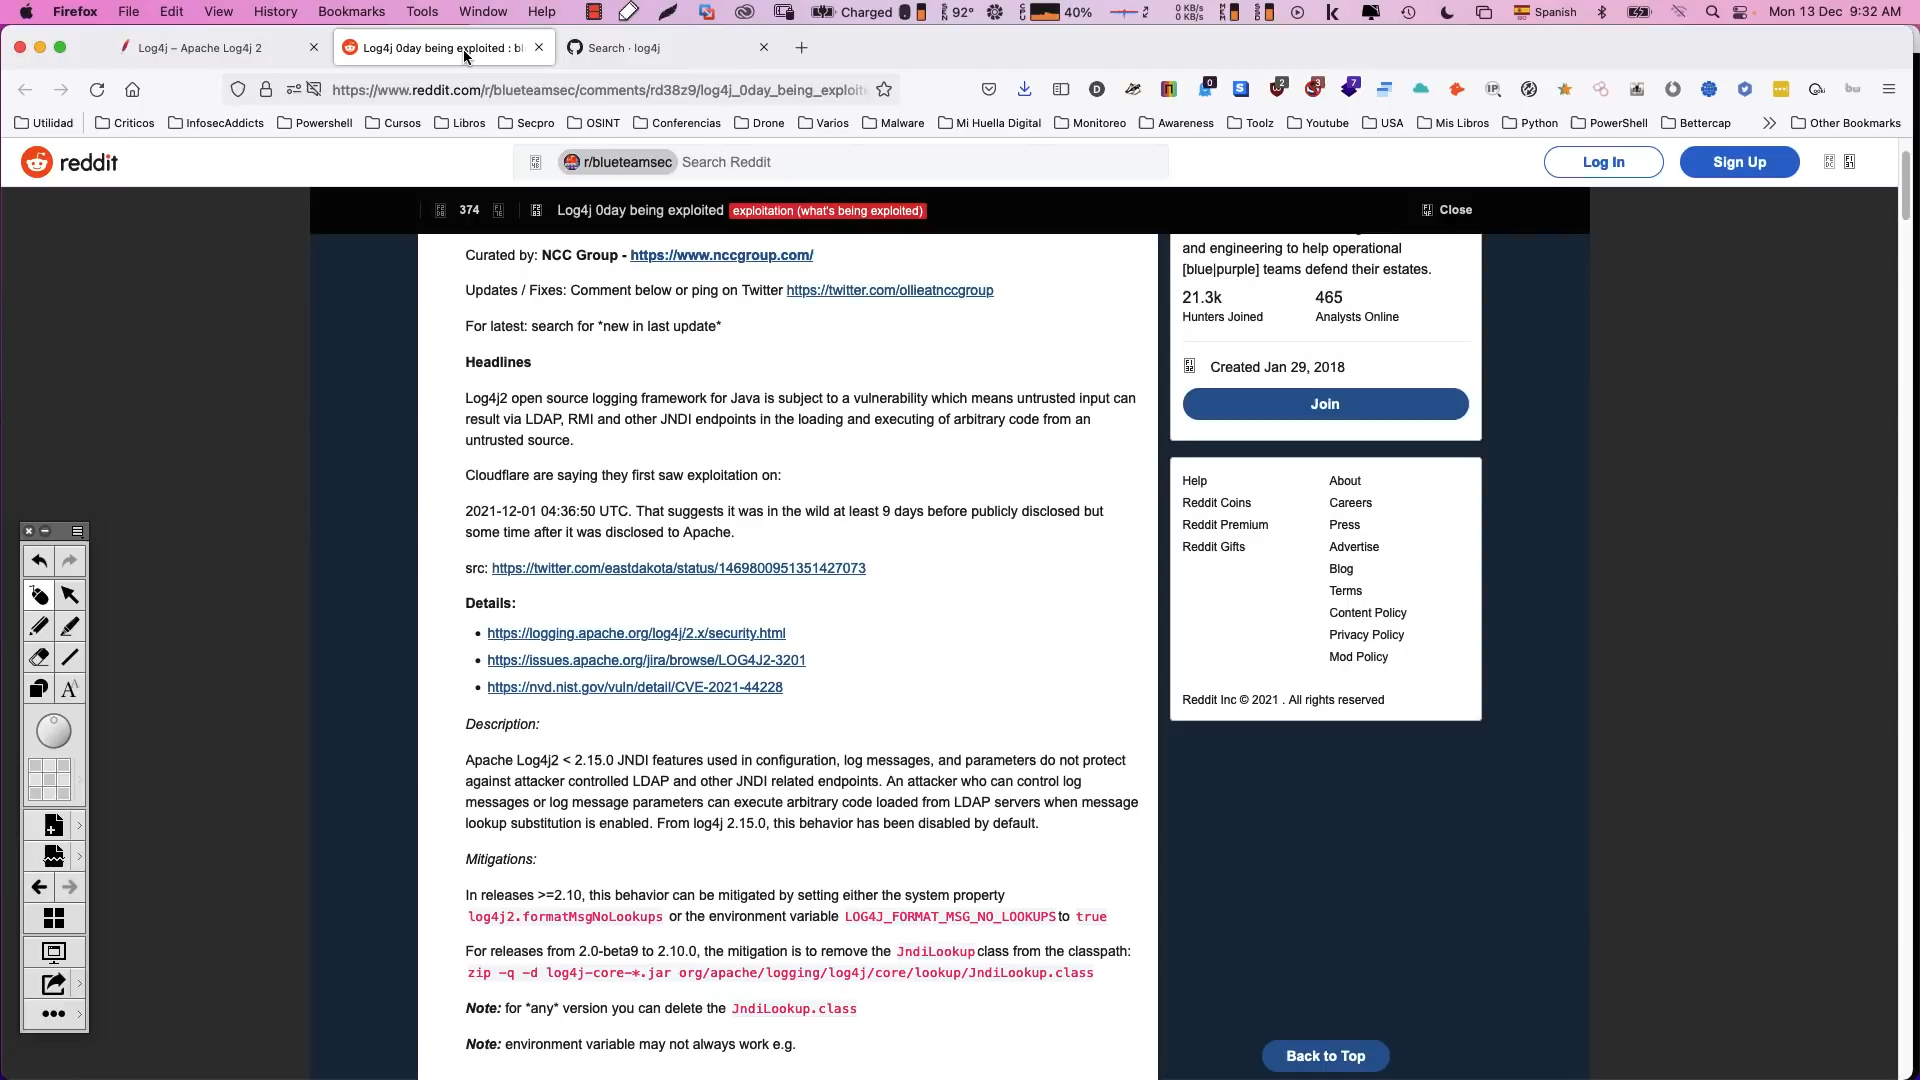 Firefox File Edit View History Bookmarks Tools Window Help Charged 92° 40% 0 KB/s 0 KB/s Spanish Mon 13 Dec 9:32 AM
Log4j – Apache Log4j 2 Log4j 0day being exploited : bl Search · log4j
https://www.reddit.com/r/blueteamsec/comments/rd38z9/log4j_0day_being_exploite
Utilidad Criticos InfosecAddicts Powershell Cursos Libros Secpro OSINT Conferencias Drone Varios Malware Mi Huella Digital Monitoreo Awareness Toolz Youtube USA Mis Libros Python PowerShell Bettercap Other Bookmarks
reddit r/blueteamsec Search Reddit Log In Sign Up
374 Log4j 0day being exploited exploitation (what's being exploited) Close
Curated by: NCC Group - https://www.nccgroup.com/
Updates / Fixes: Comment below or ping on Twitter https://twitter.com/ollieatnccgroup
For latest: search for *new in last update*
Headlines
Log4j2 open source logging framework for Java is subject to a vulnerability which means untrusted input can
result via LDAP, RMI and other JNDI endpoints in the loading and executing of arbitrary code from an
untrusted source.
Cloudflare are saying they first saw exploitation on:
2021-12-01 04:36:50 UTC. That suggests it was in the wild at least 9 days before publicly disclosed but
some time after it was disclosed to Apache.
src: https://twitter.com/eastdakota/status/1469800951351427073
Details:
• https://logging.apache.org/log4j/2.x/security.html
• https://issues.apache.org/jira/browse/LOG4J2-3201
• https://nvd.nist.gov/vuln/detail/CVE-2021-44228
Description:
Apache Log4j2 < 2.15.0 JNDI features used in configuration, log messages, and parameters do not protect
against attacker controlled LDAP and other JNDI related endpoints. An attacker who can control log
messages or log message parameters can execute arbitrary code loaded from LDAP servers when message
lookup substitution is enabled. From log4j 2.15.0, this behavior has been disabled by default.
Mitigations:
In releases >=2.10, this behavior can be mitigated by setting either the system property
log4j2.formatMsgNoLookups or the environment variable LOG4J_FORMAT_MSG_NO_LOOKUPS to true
For releases from 2.0-beta9 to 2.10.0, the mitigation is to remove the JndiLookup class from the classpath:
zip -q -d log4j-core-*.jar org/apache/logging/log4j/core/lookup/JndiLookup.class
Note: for *any* version you can delete the JndiLookup.class
Note: environment variable may not always work e.g.
and engineering to help operational
[blue|purple] teams defend their estates.
21.3k 465
Hunters Joined Analysts Online
Created Jan 29, 2018
Join
Help About
Reddit Coins Careers
Reddit Premium Press
Reddit Gifts Advertise
Blog
Terms
Content Policy
Privacy Policy
Mod Policy
Reddit Inc © 2021 . All rights reserved
Back to Top